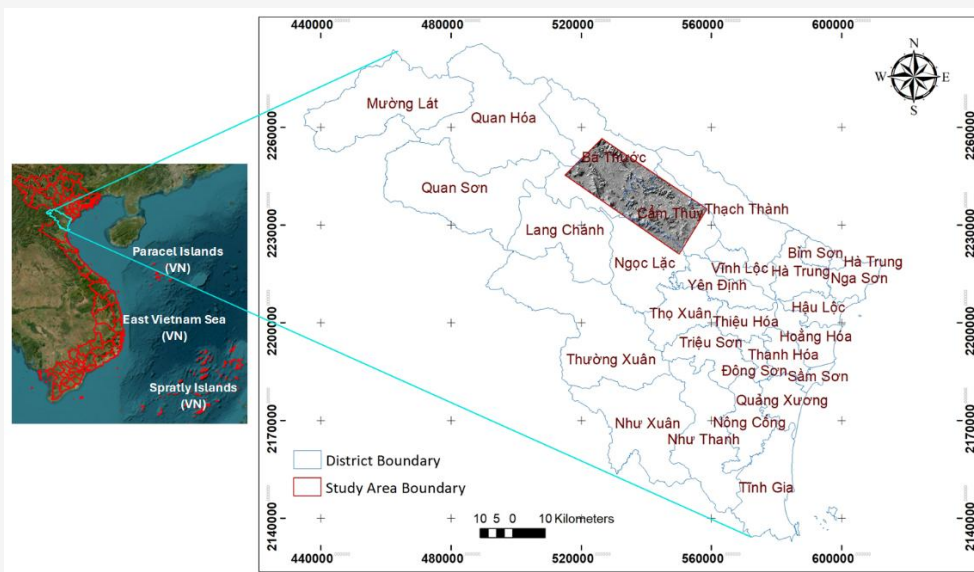 440000 480000 520000 560000 600000
N
W E
S
2260000
2230000
2200000
2170000
2140000
Mường Lát
Quan Hóa
Bá Thước
Quan Sơn
Cẩm Thủy
Thạch Thành
Lang Chánh
Ngọc Lặc
Bỉm Sơn
Hà Trung
Vĩnh Lộc
Hà Trung
Nga Sơn
Yên Định
Hậu Lộc
Thọ Xuân
Thiệu Hóa
Hoằng Hóa
Triệu Sơn
Thanh Hóa
Thường Xuân
Đông Sơn
Sầm Sơn
Quảng Xương
Như Xuân
Nông Cống
Như Thanh
Tĩnh Gia
Paracel Islands
(VN)
East Vietnam Sea
(VN)
Spratly Islands
(VN)
District Boundary
Study Area Boundary
10 5 0 10 Kilometers
2260000
2230000
2200000
2170000
2140000
440000 480000 520000 560000 600000